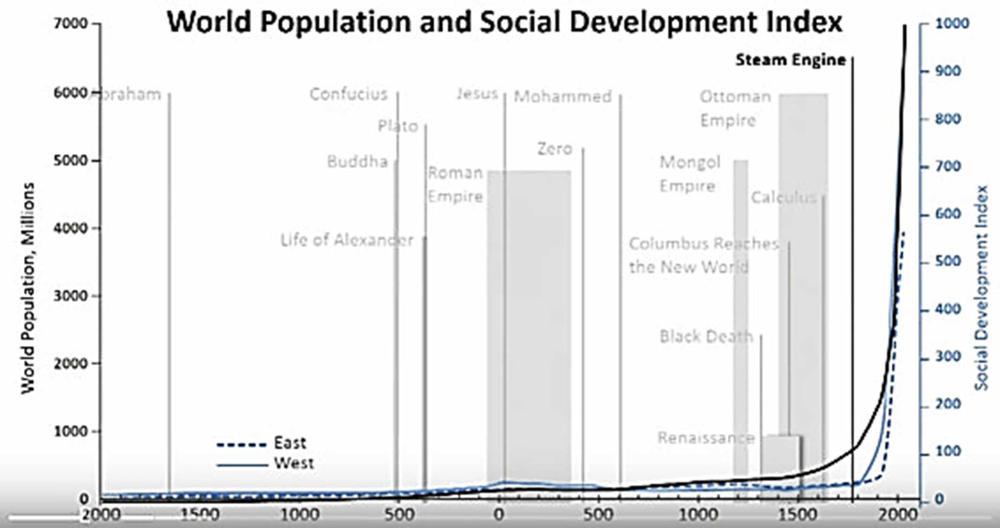 World Population and Social Development Index
7000
6000
5000
4000
3000
2000
1000
0
World Population, Millions
1000
900
800
700
600
500
400
300
200
100
0
Social Development Index
Steam Engine
Abraham
Confucius
Jesus
Mohammed
Ottoman
Empire
Plato
Zero
Buddha
Roman
Empire
Mongol
Empire
Calculus
Life of Alexander
Columbus Reaches
the New World
Black Death
Renaissance
East
West
2000 1500 1000 500 0 500 1000 1500 2000